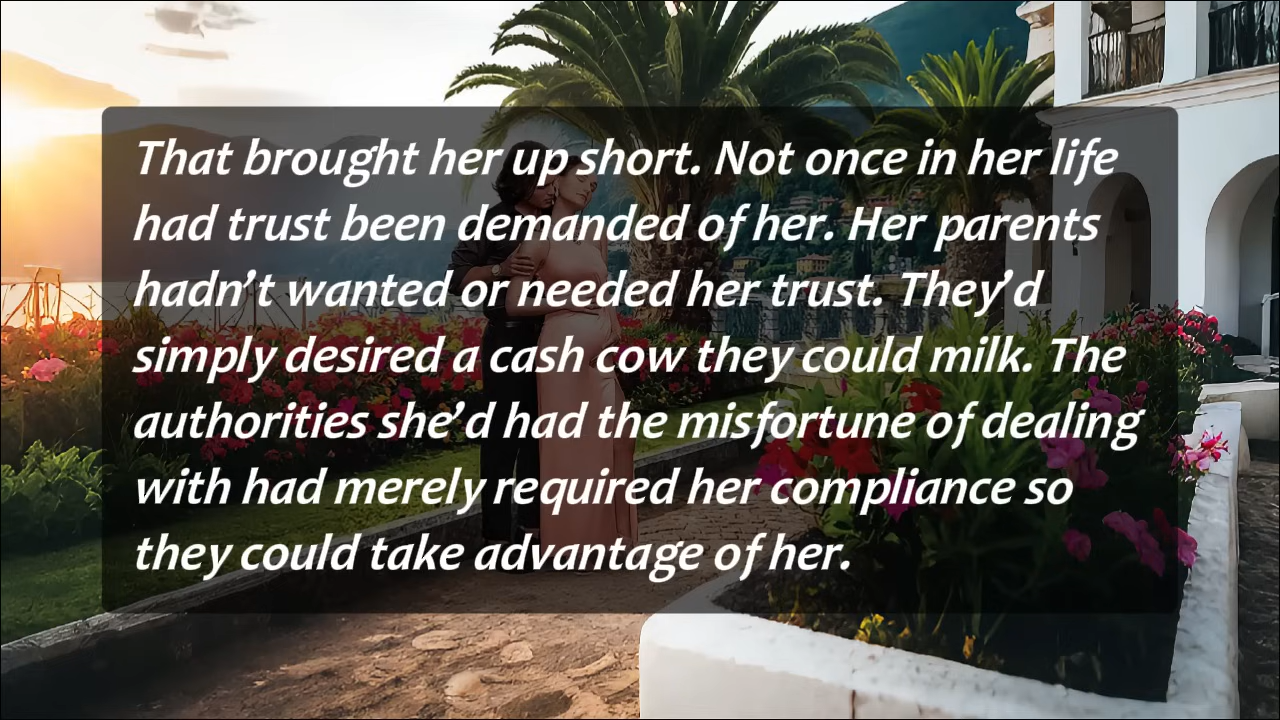 That brought her up short. Not once in her life
had trust been demanded of her. Her parents
hadn’t wanted or needed her trust. They’d
simply desired a cash cow they could milk. The
authorities she’d had the misfortune of dealing
with had merely required her compliance so
they could take advantage of her.